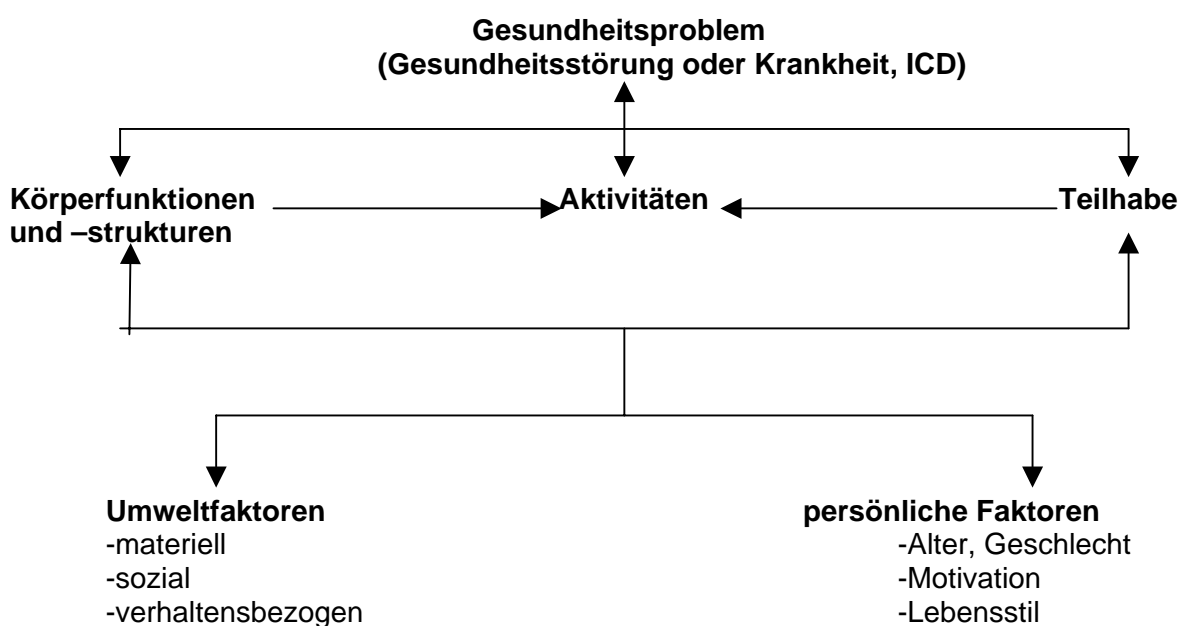 Gesundheitsproblem
(Gesundheitsstörung oder Krankheit, ICD)
Körperfunktionen
und –strukturen
Aktivitäten
Teilhabe
Umweltfaktoren
-materiell
-sozial
-verhaltensbezogen
persönliche Faktoren
-Alter, Geschlecht
-Motivation
-Lebensstil